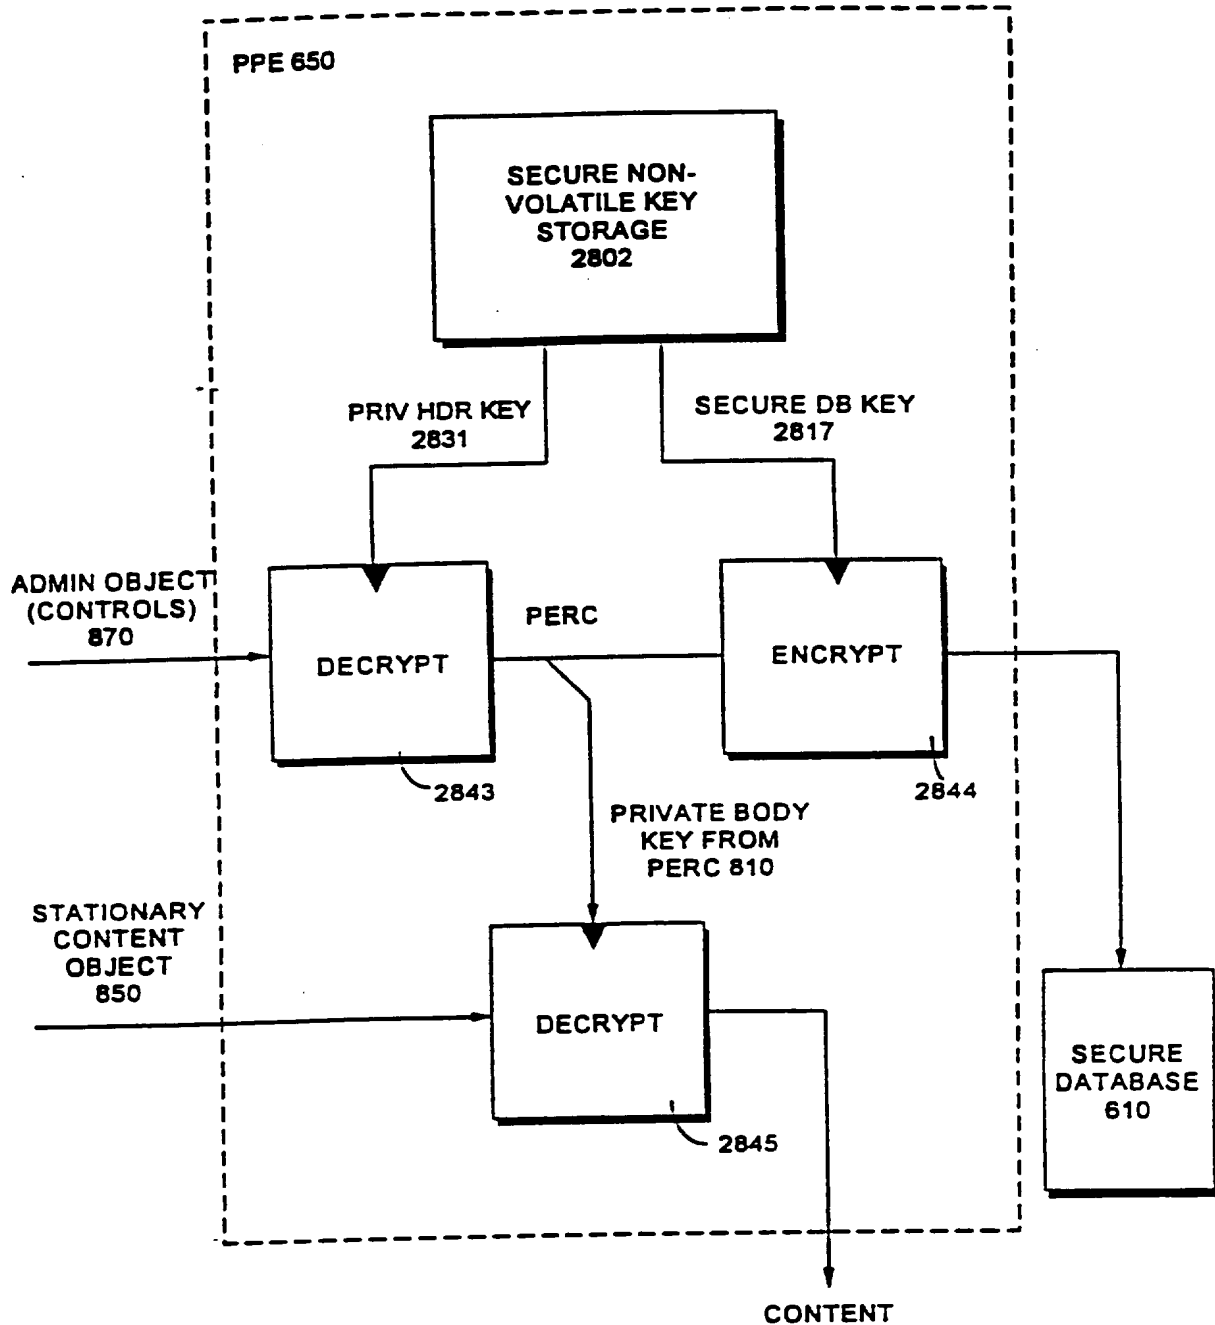 PPE 650
SECURE NON-
VOLATILE KEY
STORAGE
2802
PRIV HDR KEY
2831
SECURE DB KEY
2817
ADMIN OBJECT
(CONTROLS)
870
DECRYPT
PERC
ENCRYPT
2843
2844
PRIVATE BODY
KEY FROM
PERC 810
STATIONARY
CONTENT
OBJECT
850
DECRYPT
2845
SECURE
DATABASE
610
CONTENT